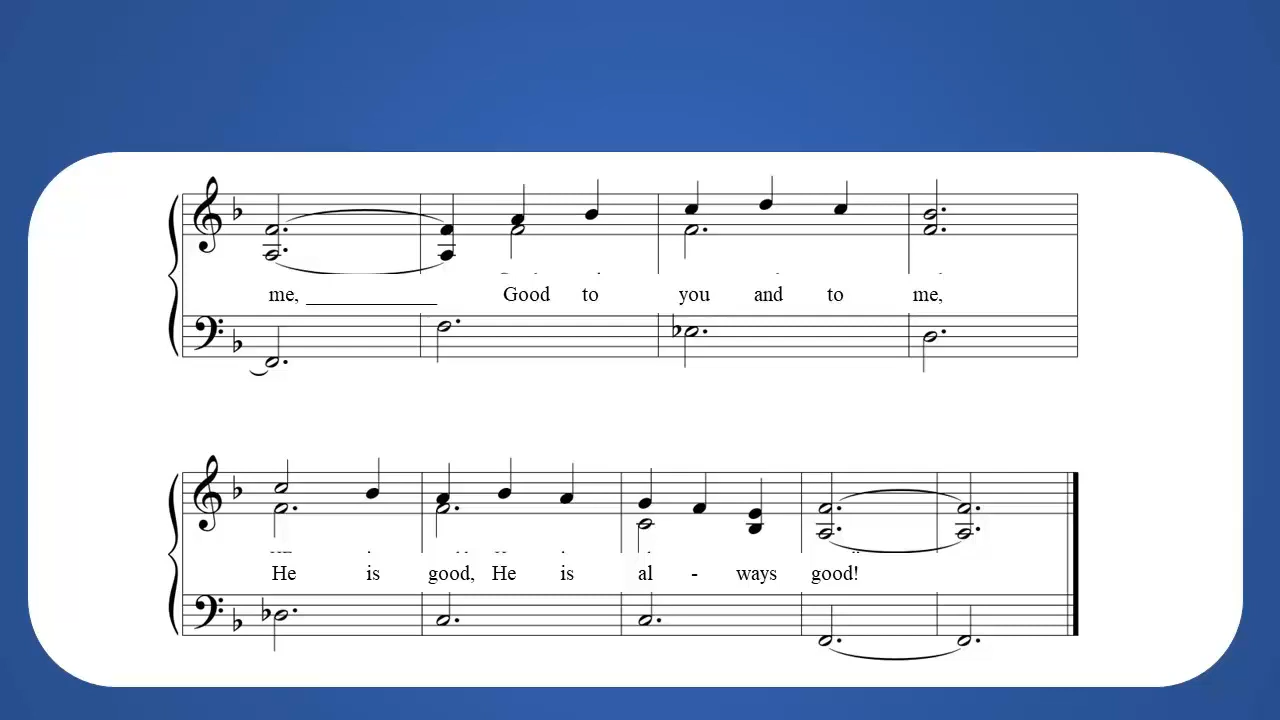 me, ____________ Good to you and to me,
He is good, He is al - ways good!